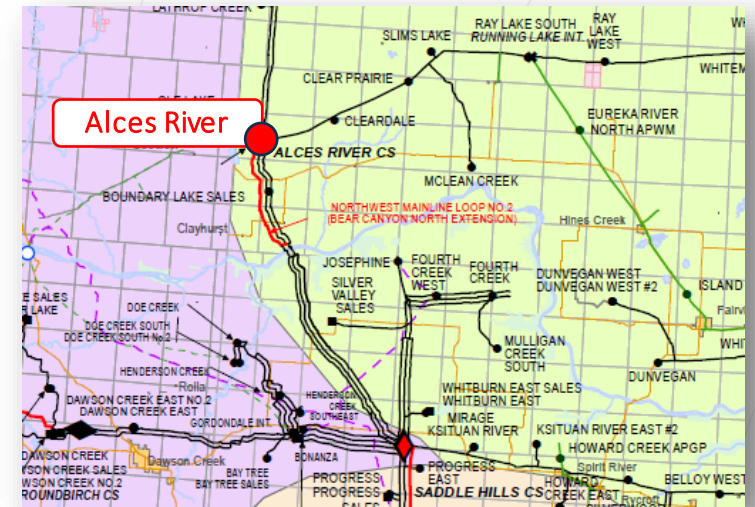 LATHROP CREEK
SLIMS LAKE
RAY LAKE SOUTH
RUNNING LAKE INT.
RAY
LAKE
WEST
WHITEM
CLEAR PRAIRIE
CLEARDALE
EUREKA RIVER
NORTH APWM
Alces River
ALCES RIVER CS
MCLEAN CREEK
BOUNDARY LAKE SALES
NORTHWEST MAINLINE LOOP NO.2
(BEAR CANYON NORTH EXTENSION)
Clayhurst
Hines Creek
JOSEPHINE
FOURTH
CREEK
WEST
FOURTH
CREEK
DUNVEGAN WEST
DUNVEGAN WEST #2
ISLAND
SILVER
VALLEY
SALES
E SALES
R LAKE
DOE CREEK
DOE CREEK SOUTH
DOE CREEK SOUTH No.2
Fairv
WHI
MULLIGAN
CREEK
SOUTH
DUNVEGAN
HENDERSON CREEK
Rolla
WHITBURN EAST SALES
WHITBURN EAST
HENDERSON
CREEK
SOUTHEAST
DAWSON CREEK EAST NO.2
DAWSON CREEK EAST
MIRAGE
KSITUAN RIVER
KSITUAN RIVER EAST #2
GORDONDALE INT.
HOWARD CREEK APGP
DAWSON CREEK
WSON CREEK SALES
WSON CREEK NO.2
ROUNDBIRCH CS
Dawson Creek
BAY TREE
BAY TREE SALES
BONANZA
PROGRESS
EAST
Spirit River
BELLOY WEST
PROGRESS
PROGRESS
SALES
SADDLE HILLS CS
HOWARD
CREEK EAST
Rycroft